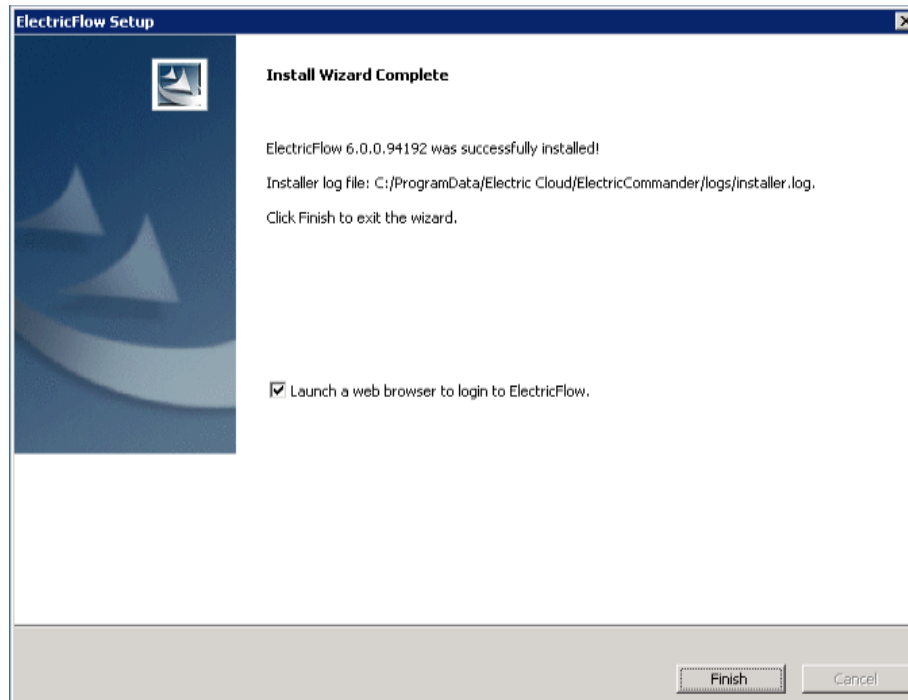 ElectricFlow Setup
Install Wizard Complete
ElectricFlow 6.0.0.94192 was successfully installed!
Installer log file: C:/ProgramData/Electric Cloud/ElectricCommander/logs/installer.log.
Click Finish to exit the wizard.
Launch a web browser to login to ElectricFlow.
Finish
Cancel